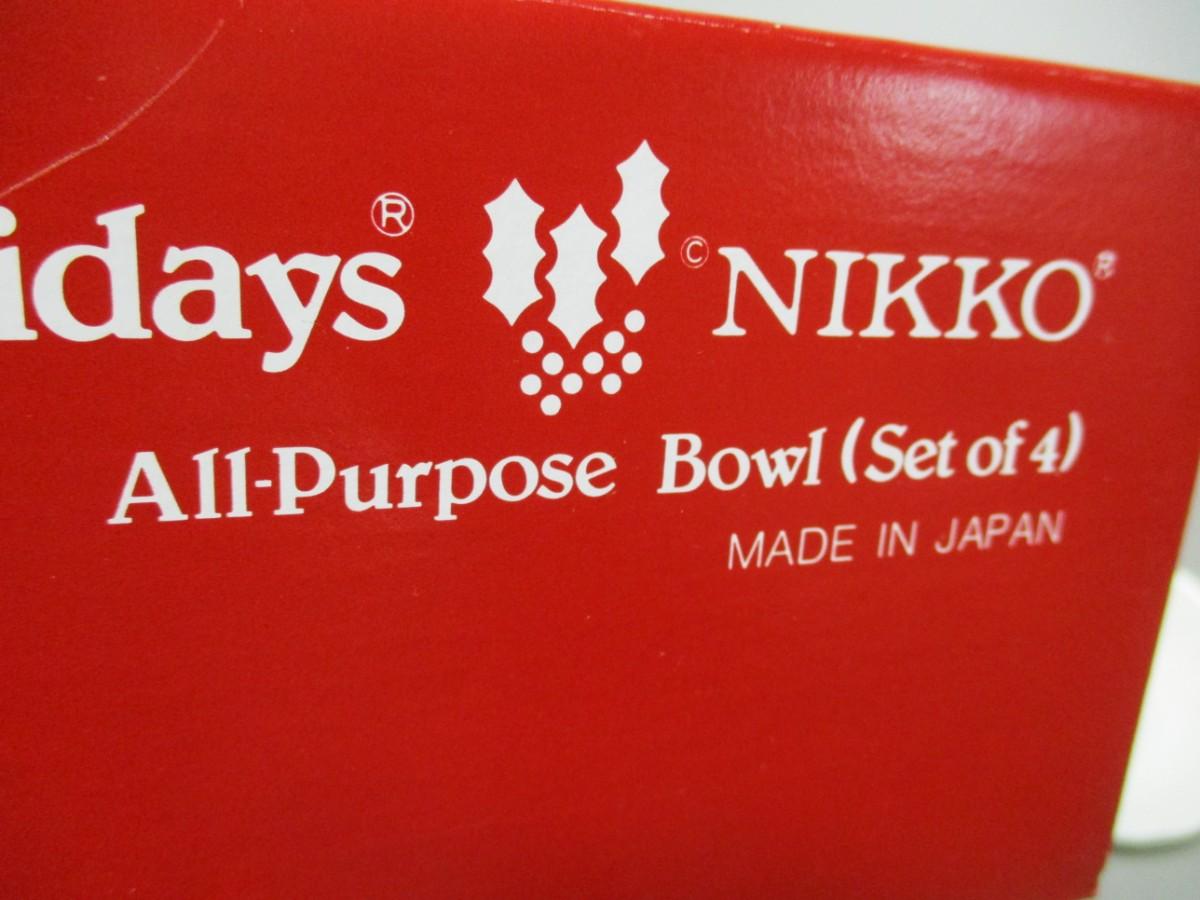 idays® © NIKKO®
All-Purpose Bowl (Set of 4)
MADE IN JAPAN